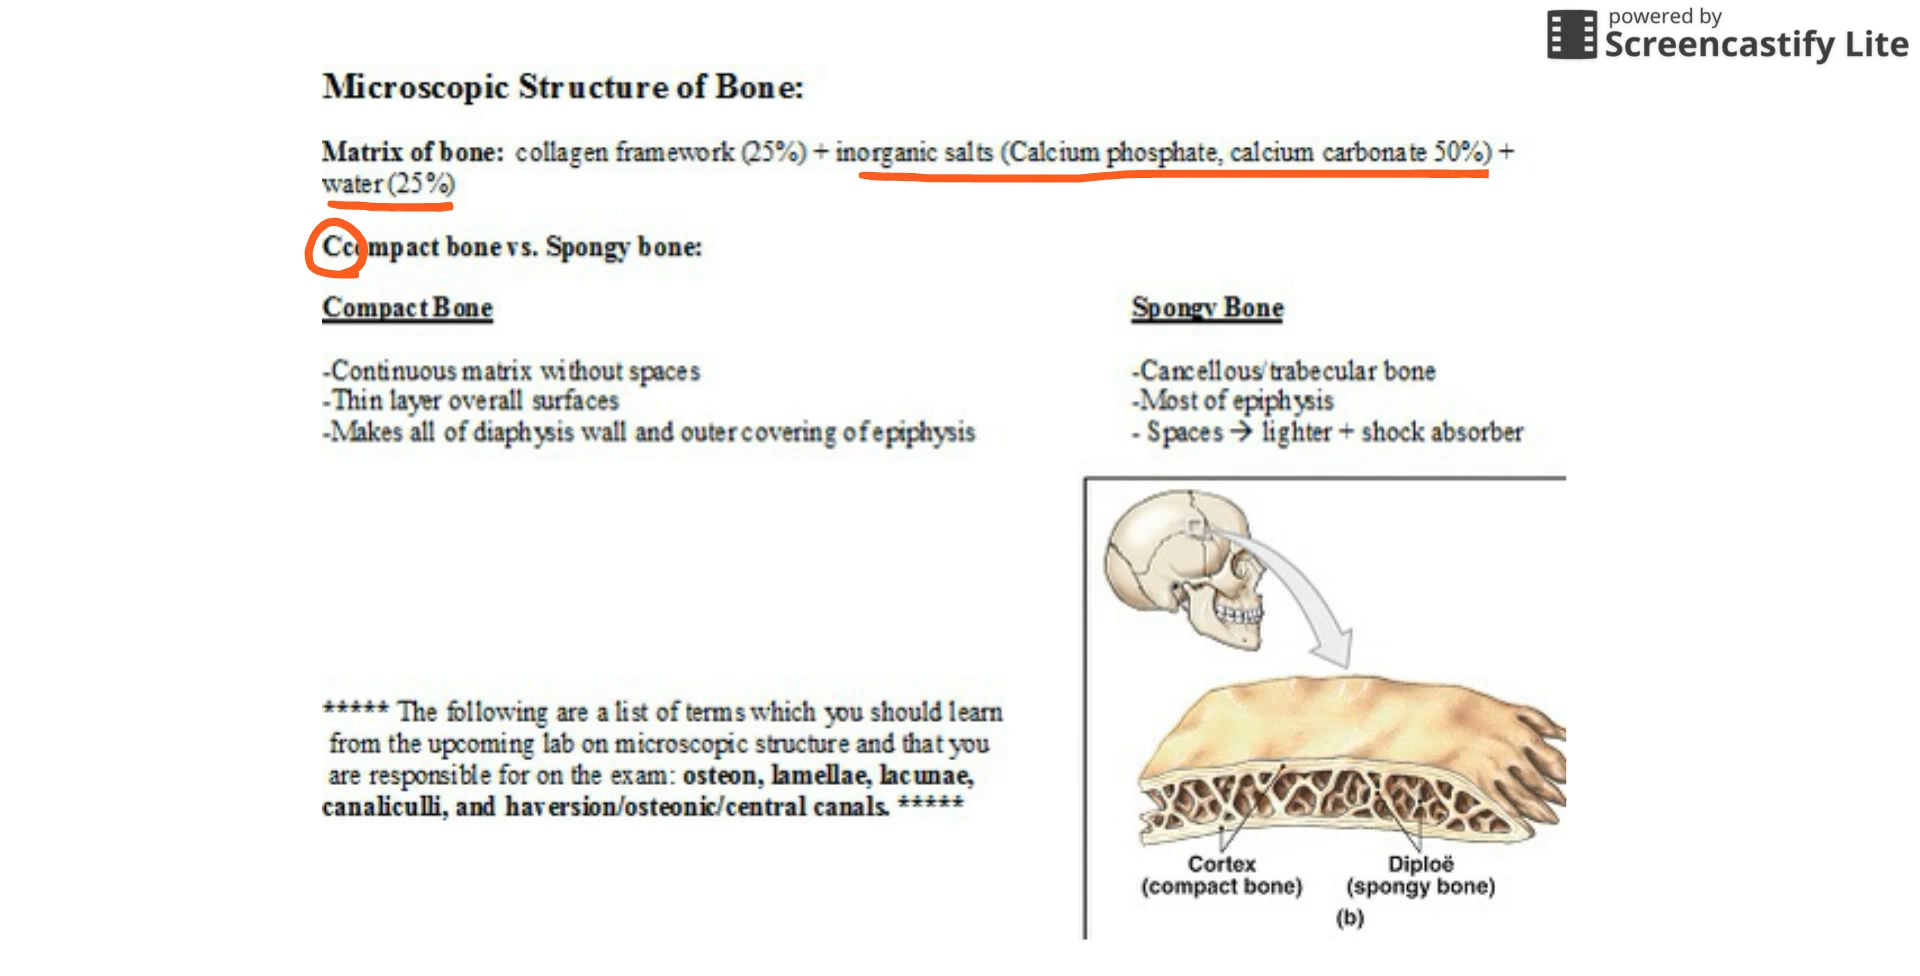 powered by
Screencastify Lite
Microscopic Structure of Bone:
Matrix of bone: collagen framework (25%) + inorganic salts (Calcium phosphate, calcium carbonate 50%) +
water (25%)
Ccompact bone vs. Spongy bone:
Compact Bone
-Continuous matrix without spaces
-Thin layer overall surfaces
-Makes all of diaphysis wall and outer covering of epiphysis
Spongy Bone
-Cancellous/trabecular bone
-Most of epiphysis
- Spaces → lighter + shock absorber
***** The following are a list of terms which you should learn
from the upcoming lab on microscopic structure and that you
are responsible for on the exam: osteon, lamellae, lacunae,
canaliculli, and haversion/osteonic/central canals. *****
Cortex
(compact bone)
Diploë
(spongy bone)
(b)